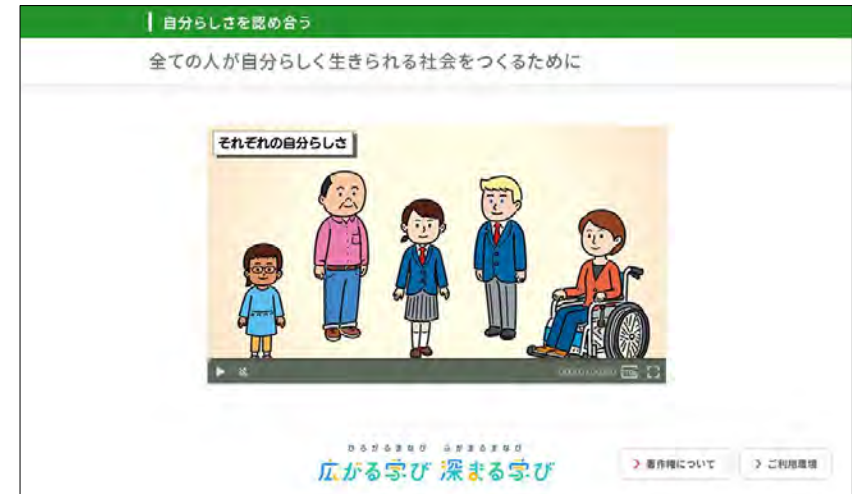 自分らしさを認め合う
全ての人が自分らしく生きられる社会をつくるために
それぞれの自分らしさ
ひろがるまなび ふかまるまなび
広がる学び 深まる学び
著作権について
ご利用環境